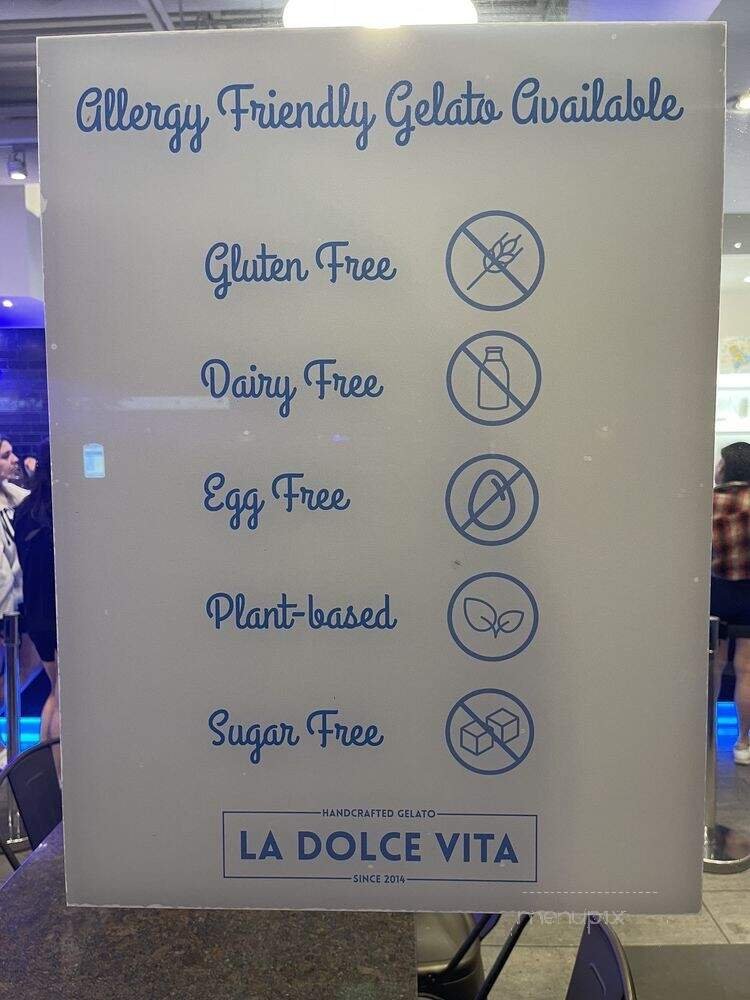 Allergy Friendly Gelato Available
Gluten Free
Dairy Free
Egg Free
Plant-based
Sugar Free
HANDCRAFTED GELATO
LA DOLCE VITA
SINCE 2014
menupix